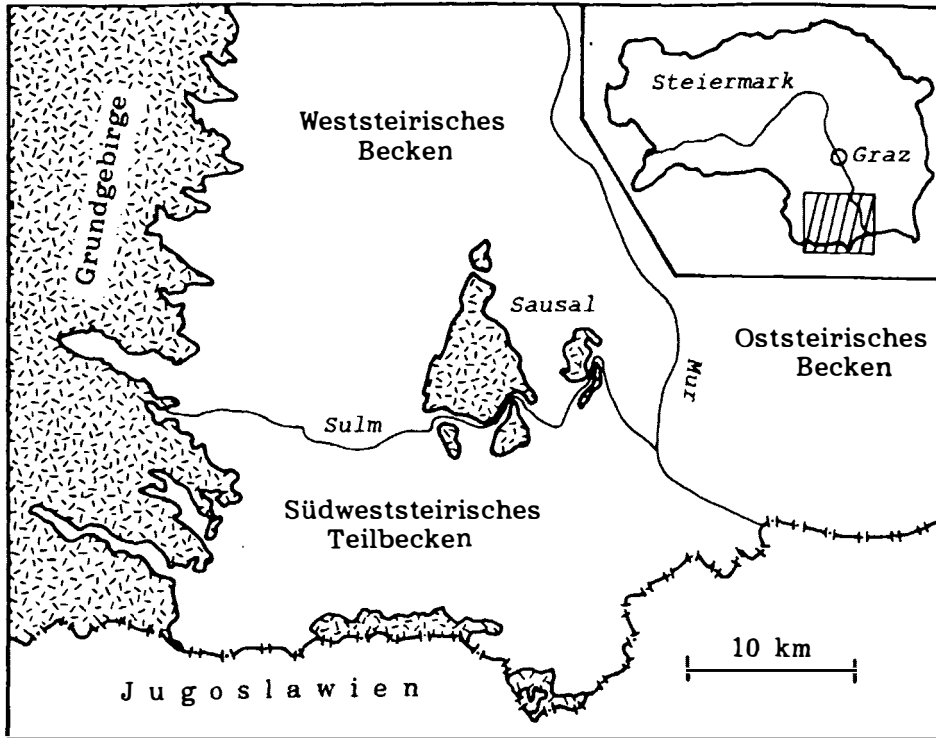 Steiermark
Graz
Grundgebirge
Weststeirisches
Becken
Sausal
Oststeirisches
Becken
Mur
Sulm
Südweststeirisches
Teilbecken
10 km
Jugoslawien